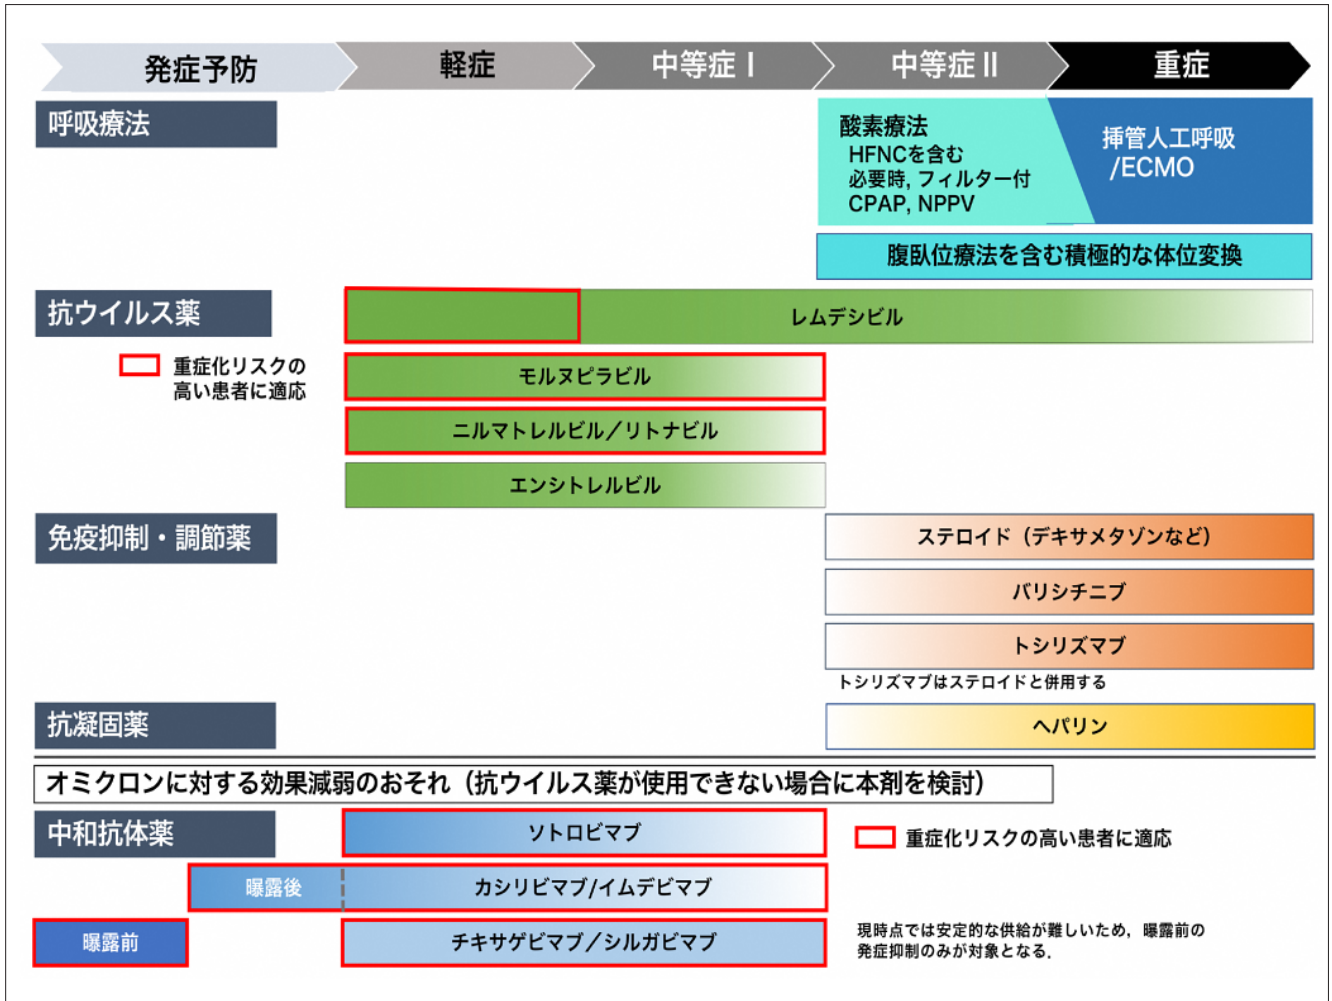 発症予防
軽症
中等症Ⅰ
中等症Ⅱ
重症
呼吸療法
酸素療法
HFNCを含む
必要時, フィルター付
CPAP, NPPV
挿管人工呼吸
/ECMO
腹臥位療法を含む積極的な体位変換
抗ウイルス薬
レムデシビル
重症化リスクの
高い患者に適応
モルヌピラビル
ニルマトレルビル／リトナビル
エンシトレルビル
免疫抑制・調節薬
ステロイド（デキサメタゾンなど）
バリシチニブ
トシリズマブ
トシリズマブはステロイドと併用する
抗凝固薬
ヘパリン
オミクロンに対する効果減弱のおそれ（抗ウイルス薬が使用できない場合に本剤を検討）
中和抗体薬
ソトロビマブ
重症化リスクの高い患者に適応
曝露後
カシリビマブ/イムデビマブ
曝露前
チキサゲビマブ／シルガビマブ
現時点では安定的な供給が難しいため，曝露前の
発症抑制のみが対象となる．